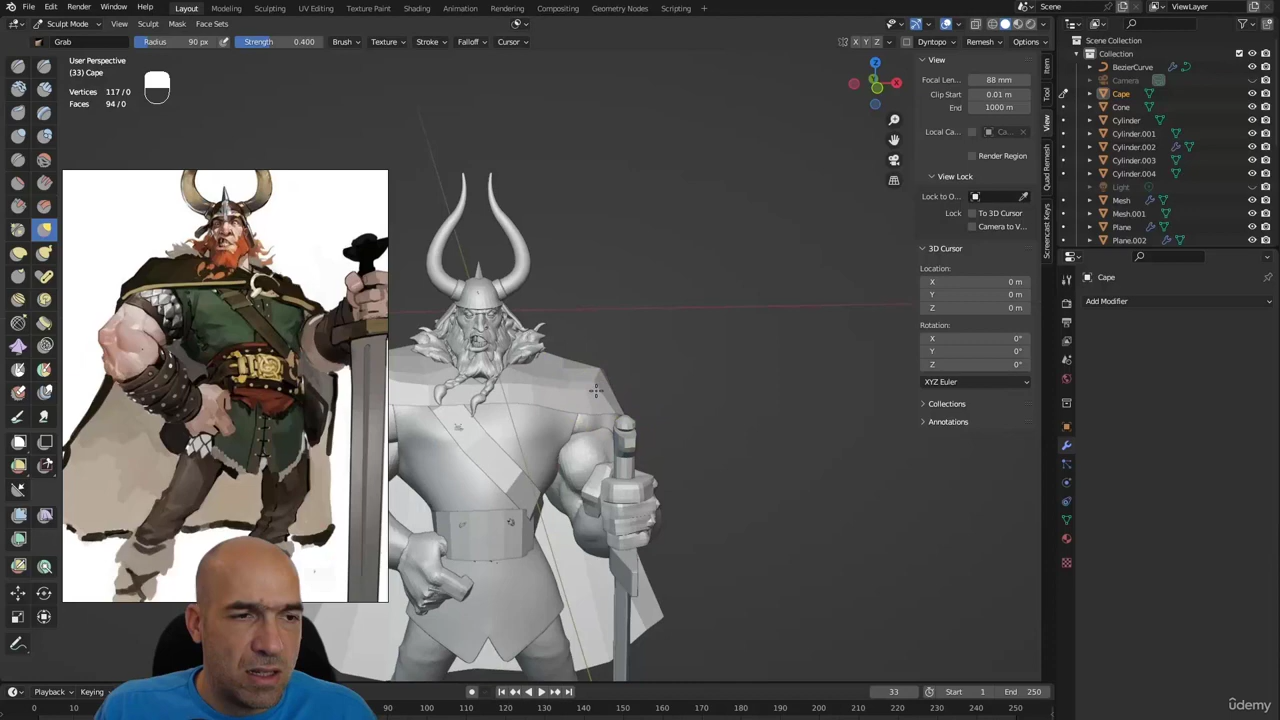 File Edit Render Window Help Layout Modeling Sculpting UV Editing Texture Paint Shading Animation Rendering Compositing Geometry Nodes Scripting + Scene ViewLayer
Sculpt Mode View Sculpt Mask Face Sets
Grab Radius 90 px Strength 0.400 Brush Texture Stroke Falloff Cursor X Y Z Dyntopo Remesh Options
User Perspective
(33) Cape
Vertices 117/0
Faces 94/0
View
Focal Len... 88 mm
Clip Start 0.01 m
End 1000 m
Local Ca... Ca...
Render Region
View Lock
Lock to O...
Lock To 3D Cursor
Camera to V...
3D Cursor
Location:
X 0 m
Y 0 m
Z 0 m
Rotation:
X 0°
Y 0°
Z 0°
XYZ Euler
Collections
Annotations
Item
Tool
View
Quad Remesh
Screencast Keys
Scene Collection
Collection
BezierCurve
Camera
Cape
Cone
Cylinder
Cylinder.001
Cylinder.002
Cylinder.003
Cylinder.004
Light
Mesh
Mesh.001
Plane
Plane.002
Cape
Add Modifier
Playback Keying 33 Start 1 End 250
0 10 80 90 100 110 120 130 140 150 160 170 180 190 200 210 220 230 240 250
ûdemy